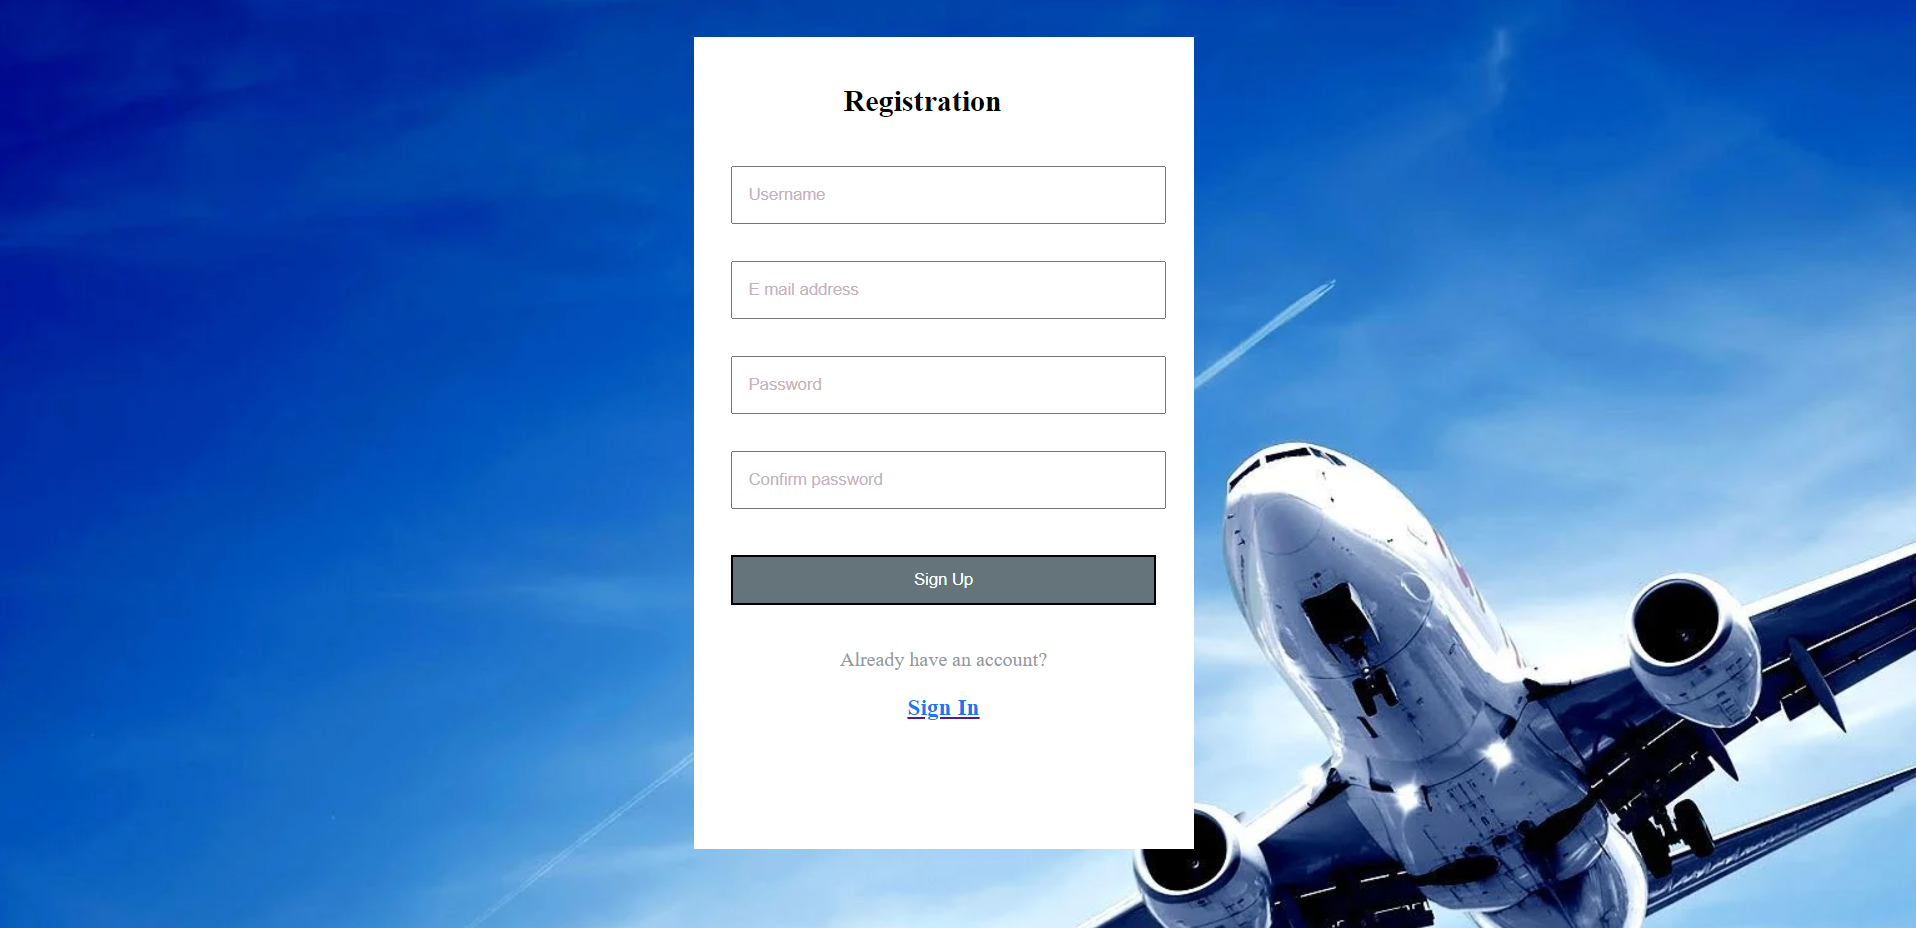 Registration
Username
E mail address
Password
Confirm password
Sign Up
Already have an account?
Sign In